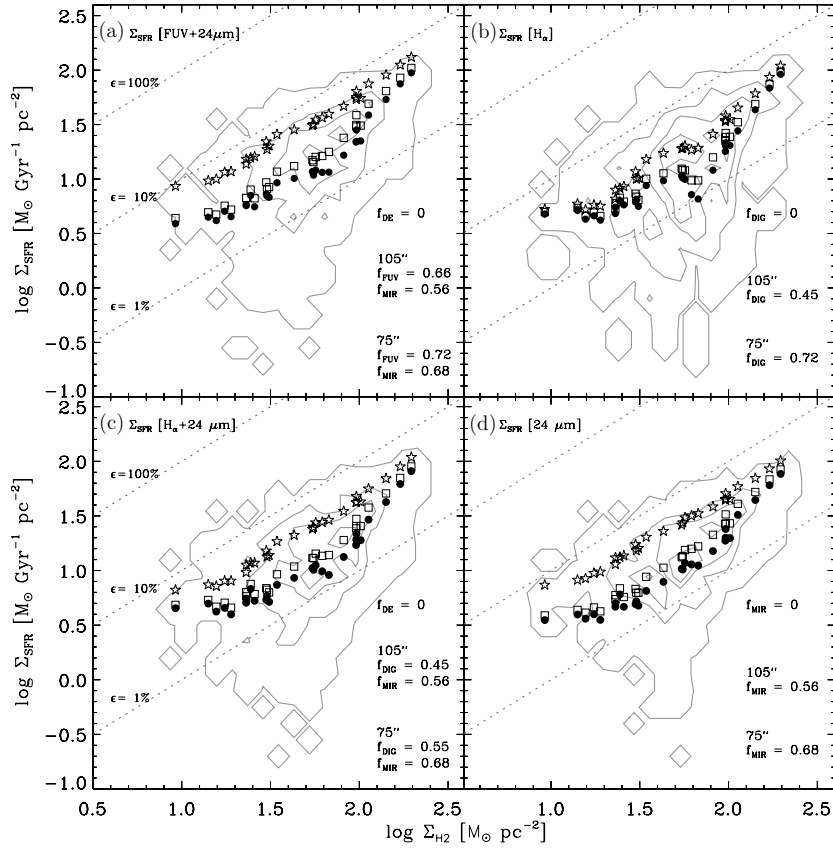 (a) Σ_SFR [FUV+24μm]
ε=100%
ε= 10%
ε= 1%
f_DE = 0
105"
f_FUV = 0.66
f_MIR = 0.56
75"
f_FUV = 0.72
f_MIR = 0.68
(b) Σ_SFR [H_α]
f_DIG = 0
105"
f_DIG = 0.45
75"
f_DIG = 0.72
log Σ_SFR [M_⊙ Gyr⁻¹ pc⁻²]
2.5
2.0
1.5
1.0
0.5
0.0
-0.5
-1.0
(c) Σ_SFR [H_α+24 μm]
ε=100%
ε= 10%
ε= 1%
f_DE = 0
105"
f_DIG = 0.45
f_MIR = 0.56
75"
f_DIG = 0.55
f_MIR = 0.68
(d) Σ_SFR [24 μm]
f_MIR = 0
105"
f_MIR = 0.56
75"
f_MIR = 0.68
log Σ_SFR [M_⊙ Gyr⁻¹ pc⁻²]
2.5
2.0
1.5
1.0
0.5
0.0
-0.5
-1.0
0.5 1.0 1.5 2.0 2.5 1.0 1.5 2.0 2.5
log Σ_H2 [M_⊙ pc⁻²]